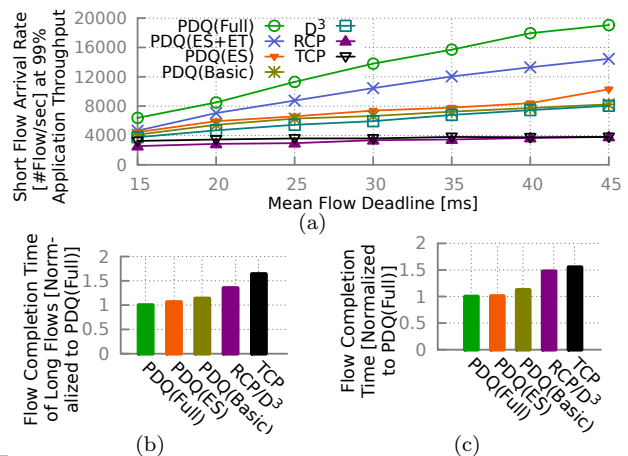 Short Flow Arrival Rate
[#Flow/sec] at 99%
Application Throughput
20000
16000
12000
8000
4000
0
PDQ(Full)
PDQ(ES+ET)
PDQ(ES)
PDQ(Basic)
D³
RCP
TCP
15
20
25
30
35
40
45
Mean Flow Deadline [ms]
(a)
Flow Completion Time
of Long Flows [Norm-
alized to PDQ(Full)]
2
1.5
1
0.5
0
PDQ(Full)
PDQ(ES)
PDQ(Basic)
RCP/D³
TCP
(b)
Flow Completion
Time [Normalized
to PDQ(Full)]
2
1.5
1
0.5
0
PDQ(Full)
PDQ(ES)
PDQ(Basic)
RCP/D³
TCP
(c)